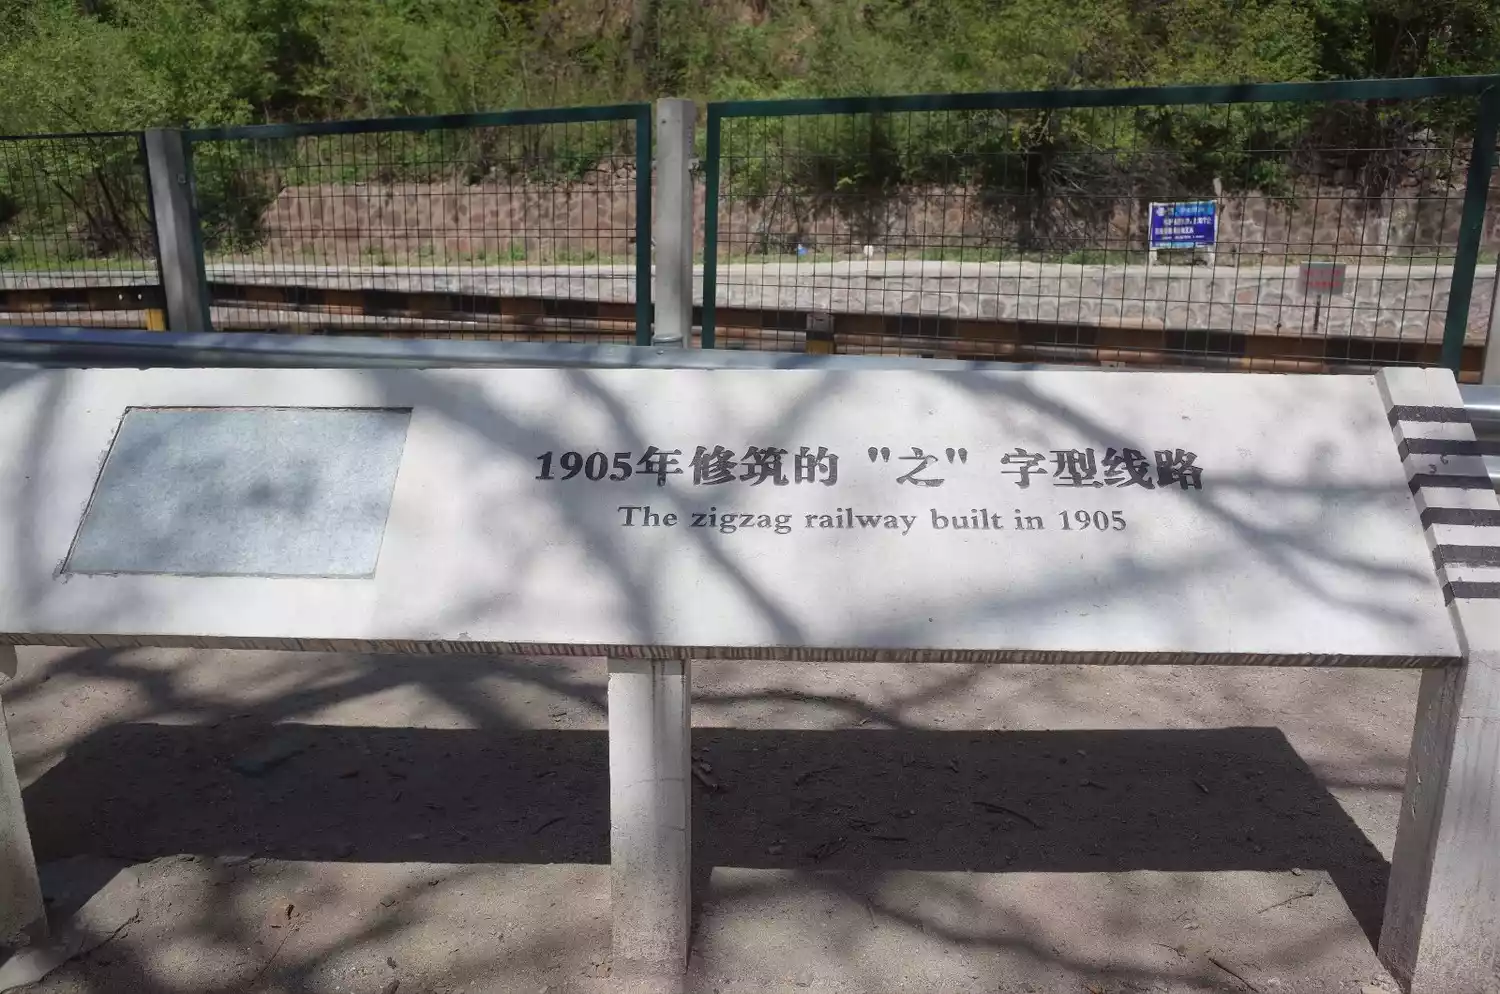 1905年修筑的"之"字型线路
The zigzag railway built in 1905